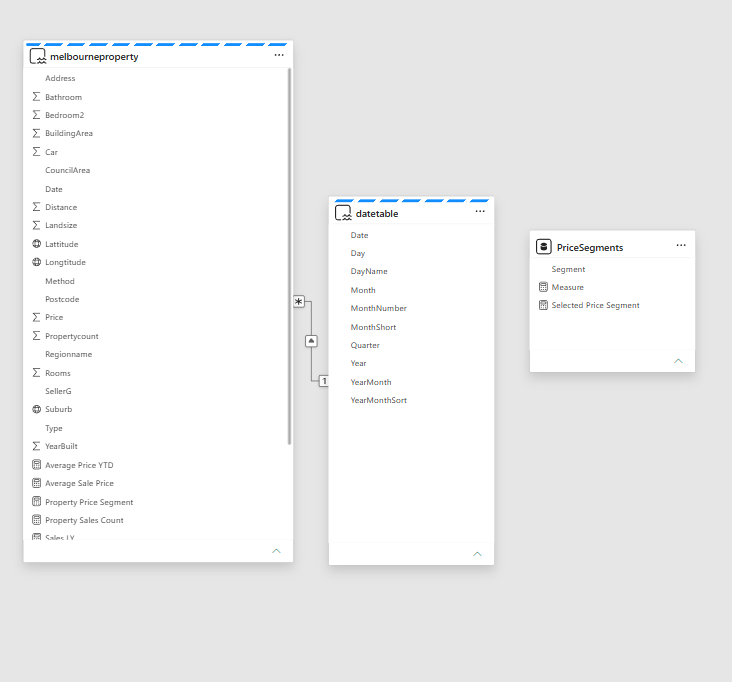 melbourneproperty
...
Address
Bathroom
Bedroom2
BuildingArea
Car
CouncilArea
Date
Distance
Landsize
Lattitude
Longtitude
Method
Postcode
Price
Propertycount
Regionname
Rooms
SellerG
Suburb
Type
YearBuilt
Average Price YTD
Average Sale Price
Property Price Segment
Property Sales Count
Sales LY
*
1
datetable
...
Date
Day
DayName
Month
MonthNumber
MonthShort
Quarter
Year
YearMonth
YearMonthSort
PriceSegments
...
Segment
Measure
Selected Price Segment